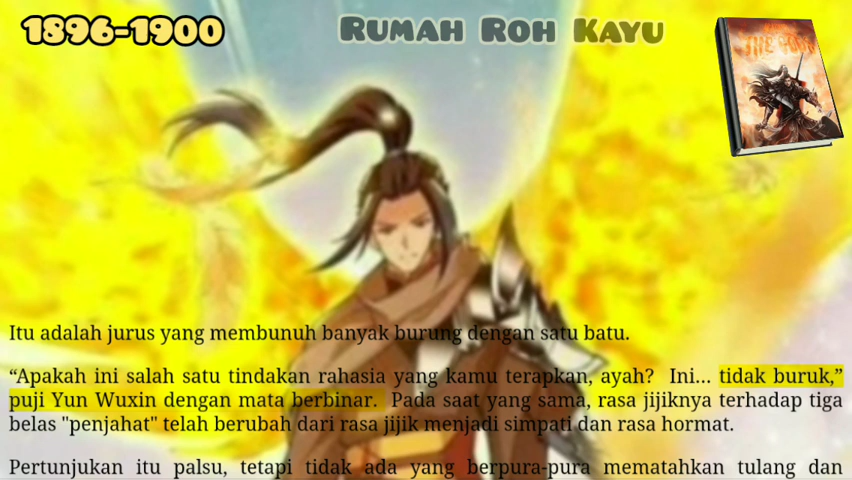 1896-1900
Rumah Roh Kayu
Itu adalah jurus yang membunuh banyak burung dengan satu batu.
“Apakah ini salah satu tindakan rahasia yang kamu terapkan, ayah? Ini... tidak buruk,”
puji Yun Wuxin dengan mata berbinar. Pada saat yang sama, rasa jijiknya terhadap tiga
belas "penjahat" telah berubah dari rasa jijik menjadi simpati dan rasa hormat.
Pertunjukan itu palsu, tetapi tidak ada yang berpura-pura mematahkan tulang dan